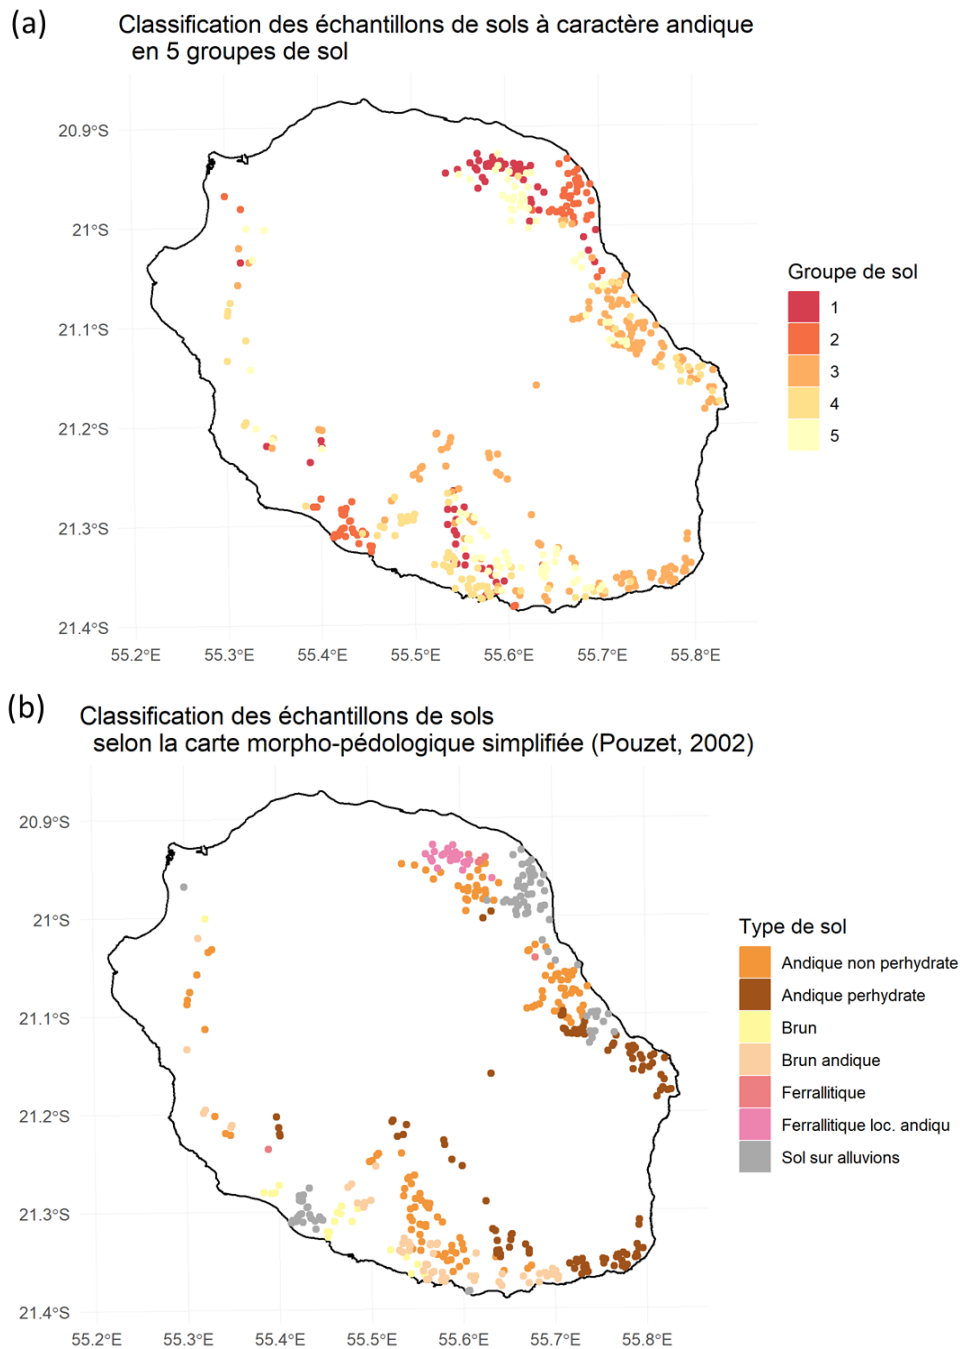 (a)
Classification des échantillons de sols à caractère andique
en 5 groupes de sol
20.9°S
21°S
21.1°S
21.2°S
21.3°S
21.4°S
55.2°E 55.3°E 55.4°E 55.5°E 55.6°E 55.7°E 55.8°E
Groupe de sol
1
2
3
4
5
(b)
Classification des échantillons de sols
selon la carte morpho-pédologique simplifiée (Pouzet, 2002)
20.9°S
21°S
21.1°S
21.2°S
21.3°S
21.4°S
55.2°E 55.3°E 55.4°E 55.5°E 55.6°E 55.7°E 55.8°E
Type de sol
Andique non perhydrate
Andique perhydrate
Brun
Brun andique
Ferrallitique
Ferrallitique loc. andiqu
Sol sur alluvions